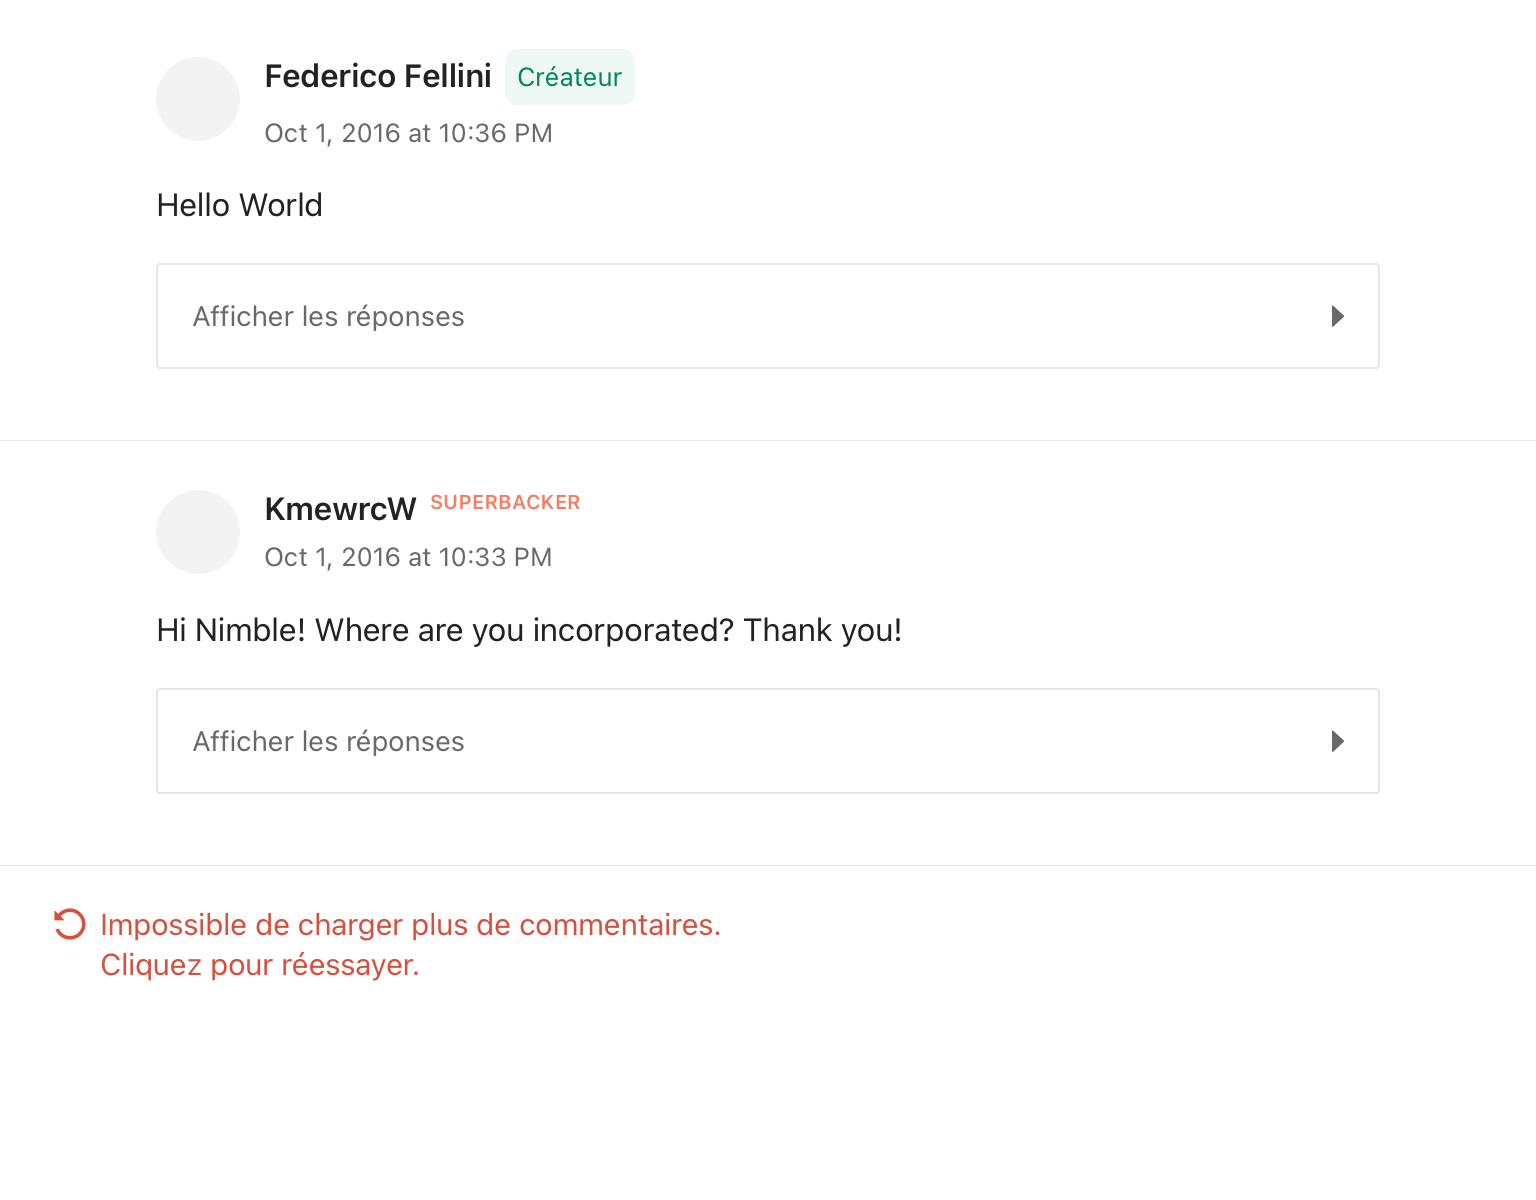 Federico Fellini Créateur
Oct 1, 2016 at 10:36 PM
Hello World
Afficher les réponses
KmewrcW SUPERBACKER
Oct 1, 2016 at 10:33 PM
Hi Nimble! Where are you incorporated? Thank you!
Afficher les réponses
Impossible de charger plus de commentaires.
Cliquez pour réessayer.